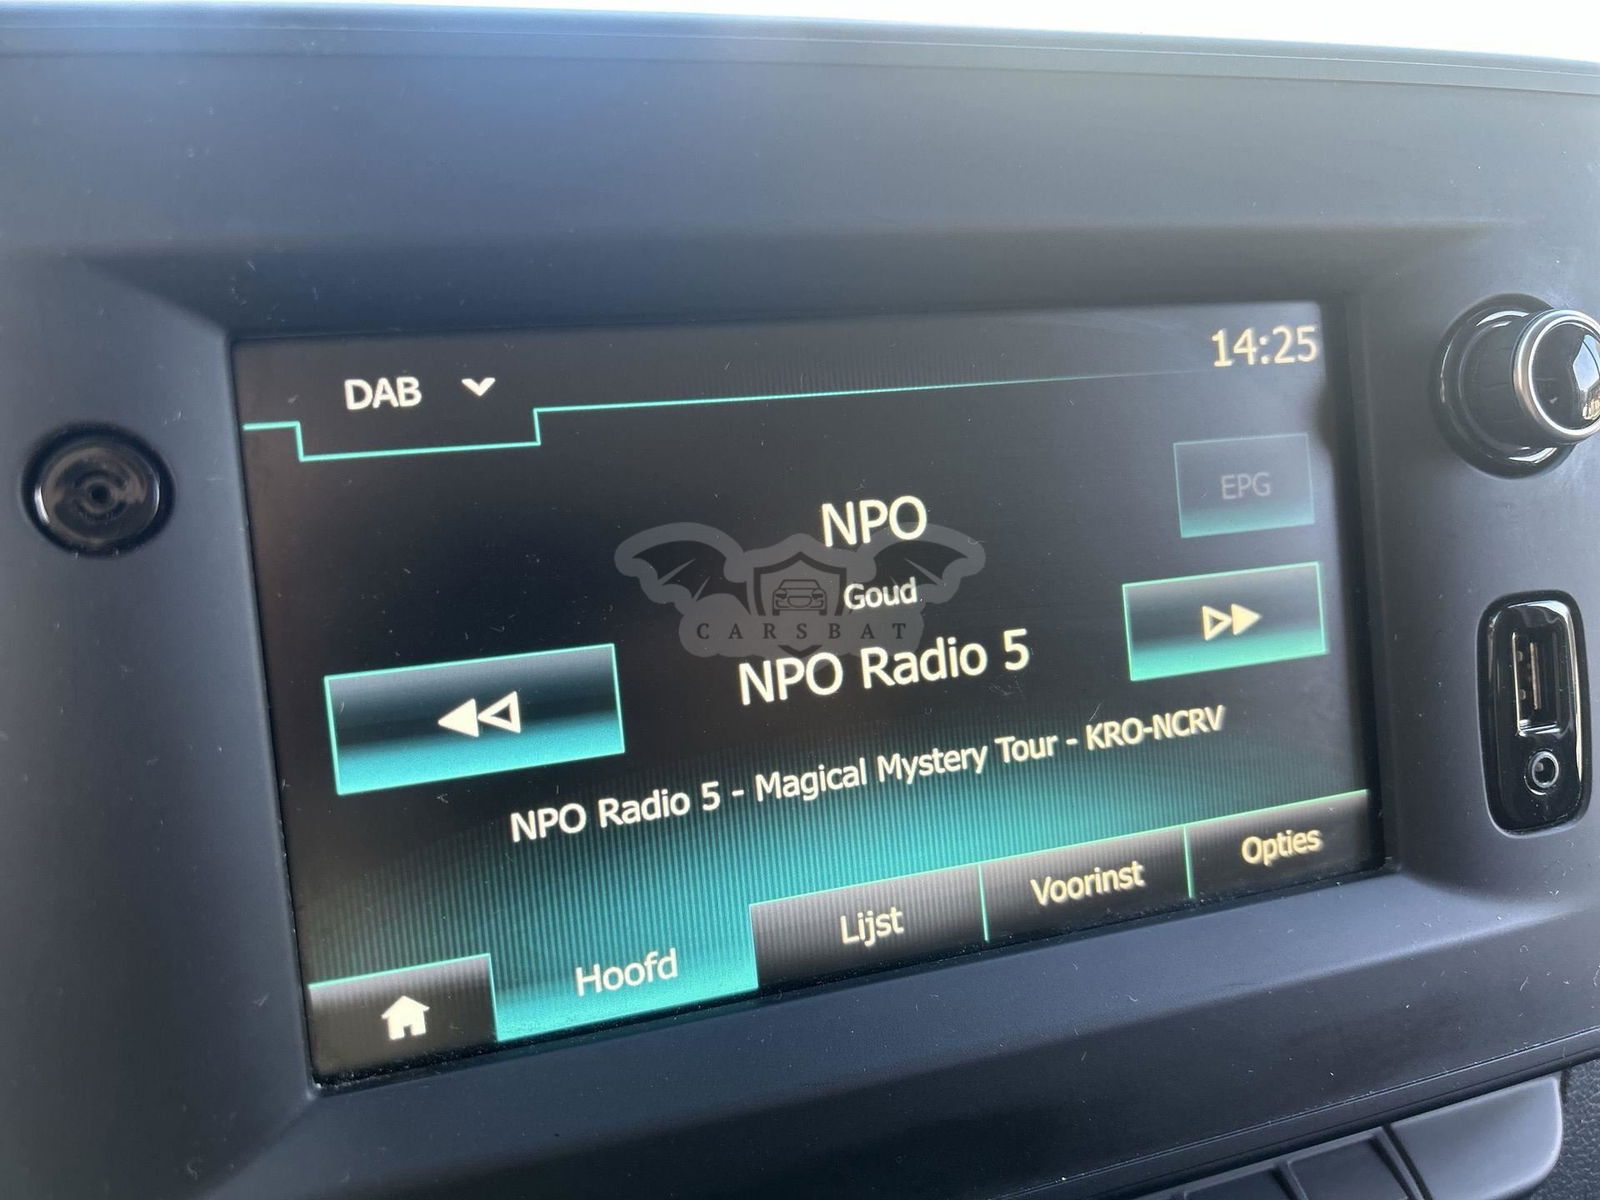 14:25
DAB
EPG
NPO
Goud
CARSBAT
NPO Radio 5
NPO Radio 5 - Magical Mystery Tour - KRO-NCRV
Hoofd
Lijst
Voorinst
Opties